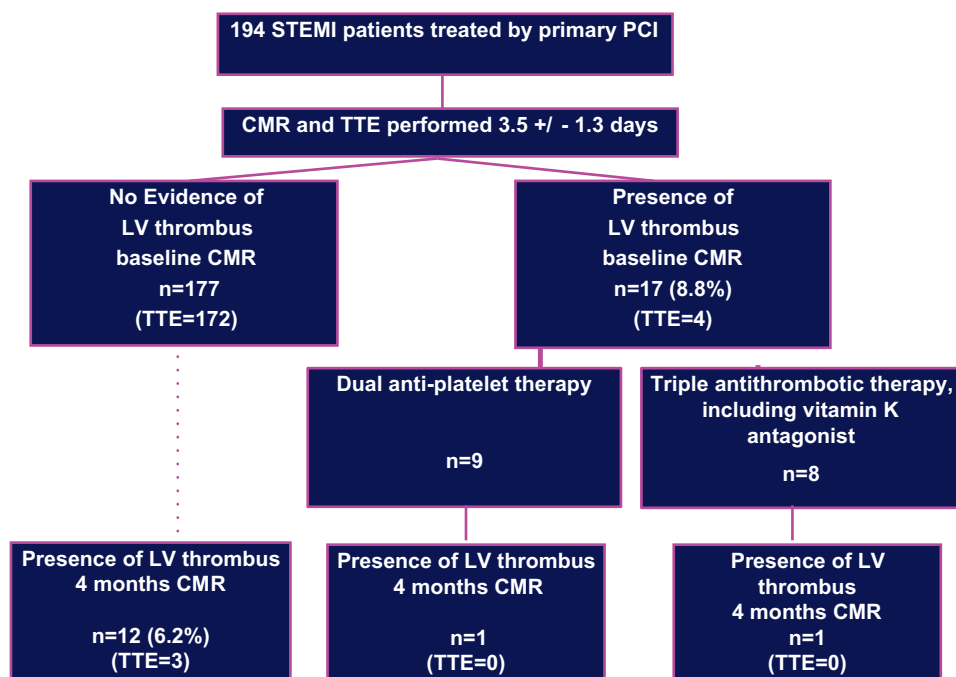 194 STEMI patients treated by primary PCI
CMR and TTE performed 3.5 +/ - 1.3 days
No Evidence of
LV thrombus
baseline CMR
n=177
(TTE=172)
Presence of
LV thrombus
baseline CMR
n=17 (8.8%)
(TTE=4)
Dual anti-platelet therapy
n=9
Triple antithrombotic therapy,
including vitamin K
antagonist
n=8
Presence of LV thrombus
4 months CMR
n=12 (6.2%)
(TTE=3)
Presence of LV thrombus
4 months CMR
n=1
(TTE=0)
Presence of LV
thrombus
4 months CMR
n=1
(TTE=0)